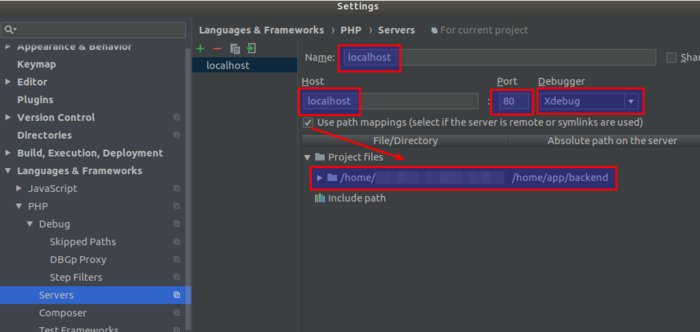 Settings
Languages & Frameworks › PHP › Servers For current project
Appearance & Behavior
Keymap
Editor
Plugins
Version Control
Directories
Build, Execution, Deployment
Languages & Frameworks
JavaScript
PHP
Debug
Skipped Paths
DBGp Proxy
Step Filters
Servers
Composer
Test Frameworks
localhost
Name: localhost Shar
Host Port Debugger
localhost : 80 Xdebug
Use path mappings (select if the server is remote or symlinks are used)
File/Directory Absolute path on the server
Project files
/home/ /home/app/backend
Include path